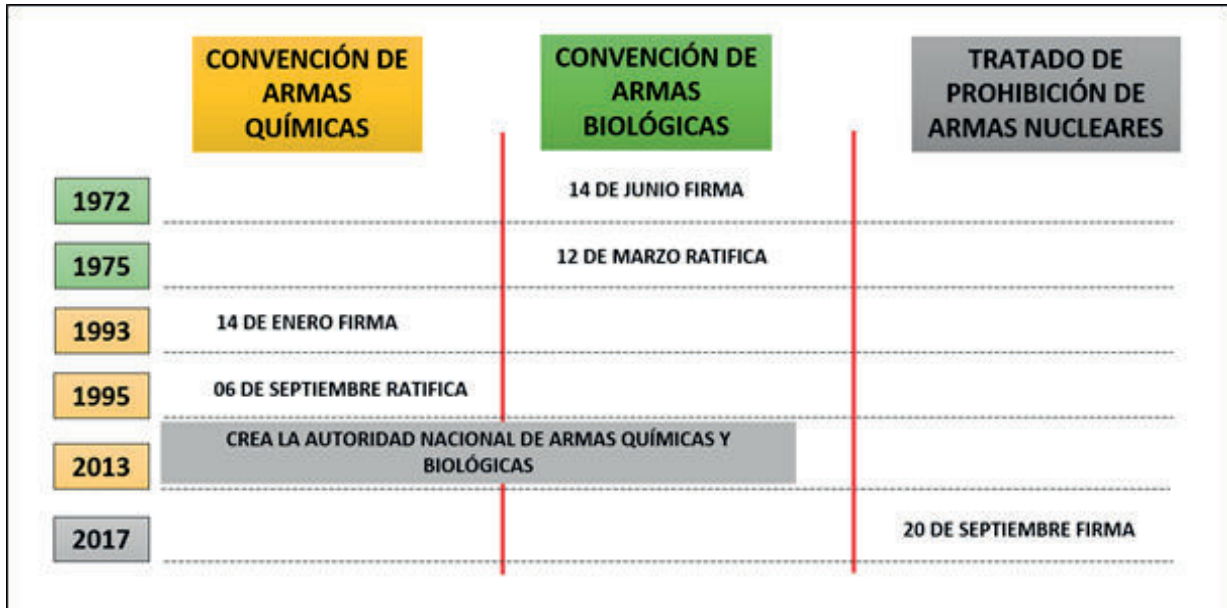 CONVENCIÓN DE
ARMAS
QUÍMICAS
CONVENCIÓN DE
ARMAS
BIOLÓGICAS
TRATADO DE
PROHIBICIÓN DE
ARMAS NUCLEARES
1972
14 DE JUNIO FIRMA
1975
12 DE MARZO RATIFICA
1993
14 DE ENERO FIRMA
1995
06 DE SEPTIEMBRE RATIFICA
2013
CREA LA AUTORIDAD NACIONAL DE ARMAS QUÍMICAS Y
BIOLÓGICAS
2017
20 DE SEPTIEMBRE FIRMA